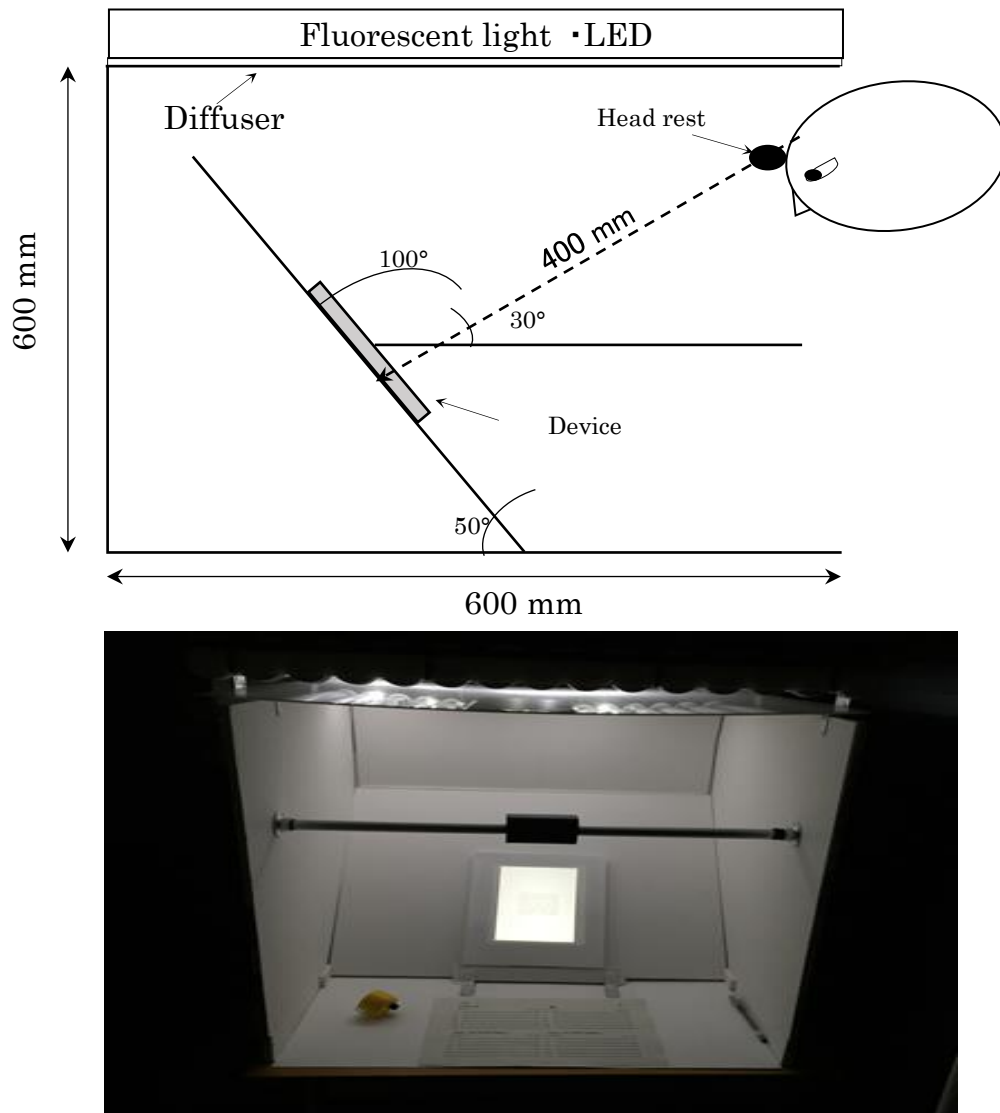 Fluorescent light ・LED
Diffuser
Head rest
400 mm
100°
30°
600 mm
Device
50°
600 mm